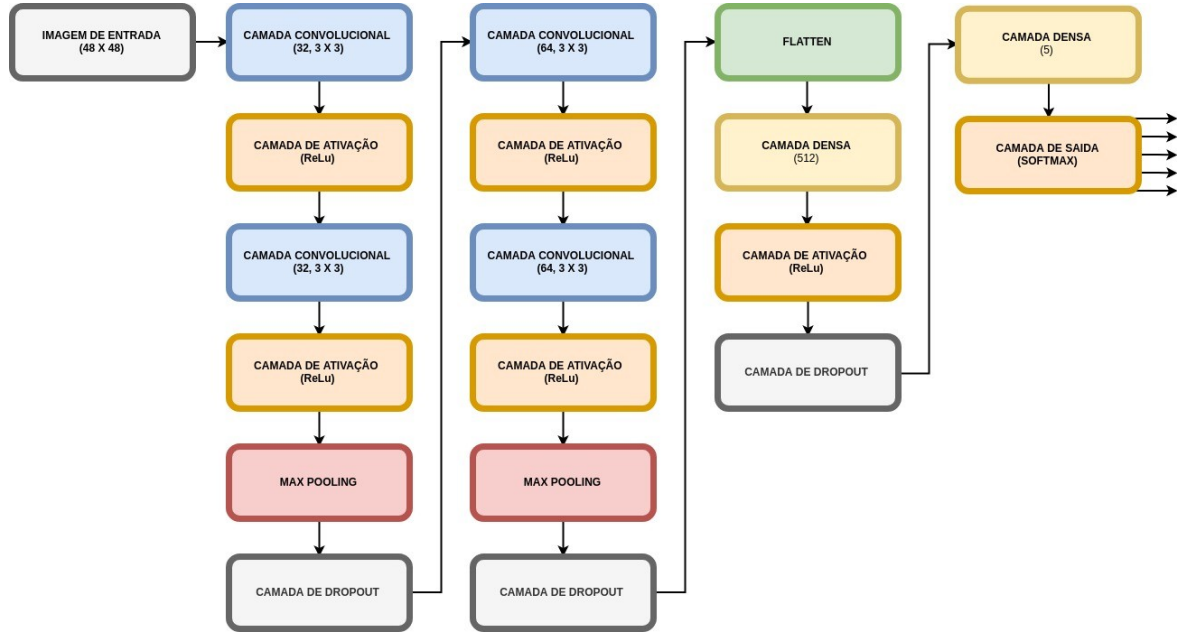 IMAGEM DE ENTRADA
(48 X 48)
CAMADA CONVOLUCIONAL
(32, 3 X 3)
CAMADA DE ATIVAÇÃO
(ReLu)
CAMADA CONVOLUCIONAL
(32, 3 X 3)
CAMADA DE ATIVAÇÃO
(ReLu)
MAX POOLING
CAMADA DE DROPOUT
CAMADA CONVOLUCIONAL
(64, 3 X 3)
CAMADA DE ATIVAÇÃO
(ReLu)
CAMADA CONVOLUCIONAL
(64, 3 X 3)
CAMADA DE ATIVAÇÃO
(ReLu)
MAX POOLING
CAMADA DE DROPOUT
FLATTEN
CAMADA DENSA
(512)
CAMADA DE ATIVAÇÃO
(ReLu)
CAMADA DE DROPOUT
CAMADA DENSA
(5)
CAMADA DE SAIDA
(SOFTMAX)